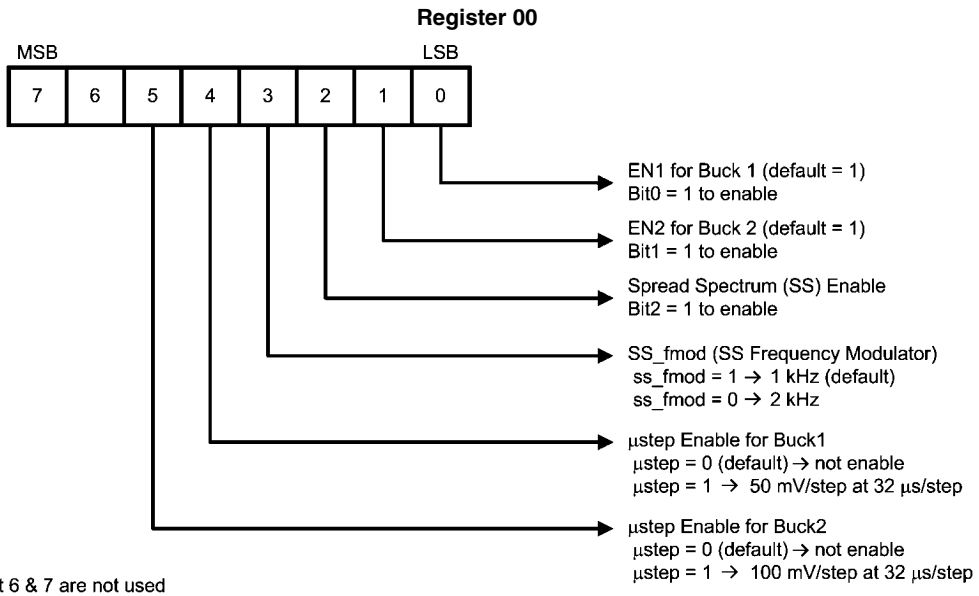 Register 00
MSB LSB
7 6 5 4 3 2 1 0
EN1 for Buck 1 (default = 1)
Bit0 = 1 to enable
EN2 for Buck 2 (default = 1)
Bit1 = 1 to enable
Spread Spectrum (SS) Enable
Bit2 = 1 to enable
SS_fmod (SS Frequency Modulator)
ss_fmod = 1 → 1 kHz (default)
ss_fmod = 0 → 2 kHz
μstep Enable for Buck1
μstep = 0 (default) → not enable
μstep = 1 → 50 mV/step at 32 μs/step
μstep Enable for Buck2
μstep = 0 (default) → not enable
μstep = 1 → 100 mV/step at 32 μs/step
t 6 & 7 are not used